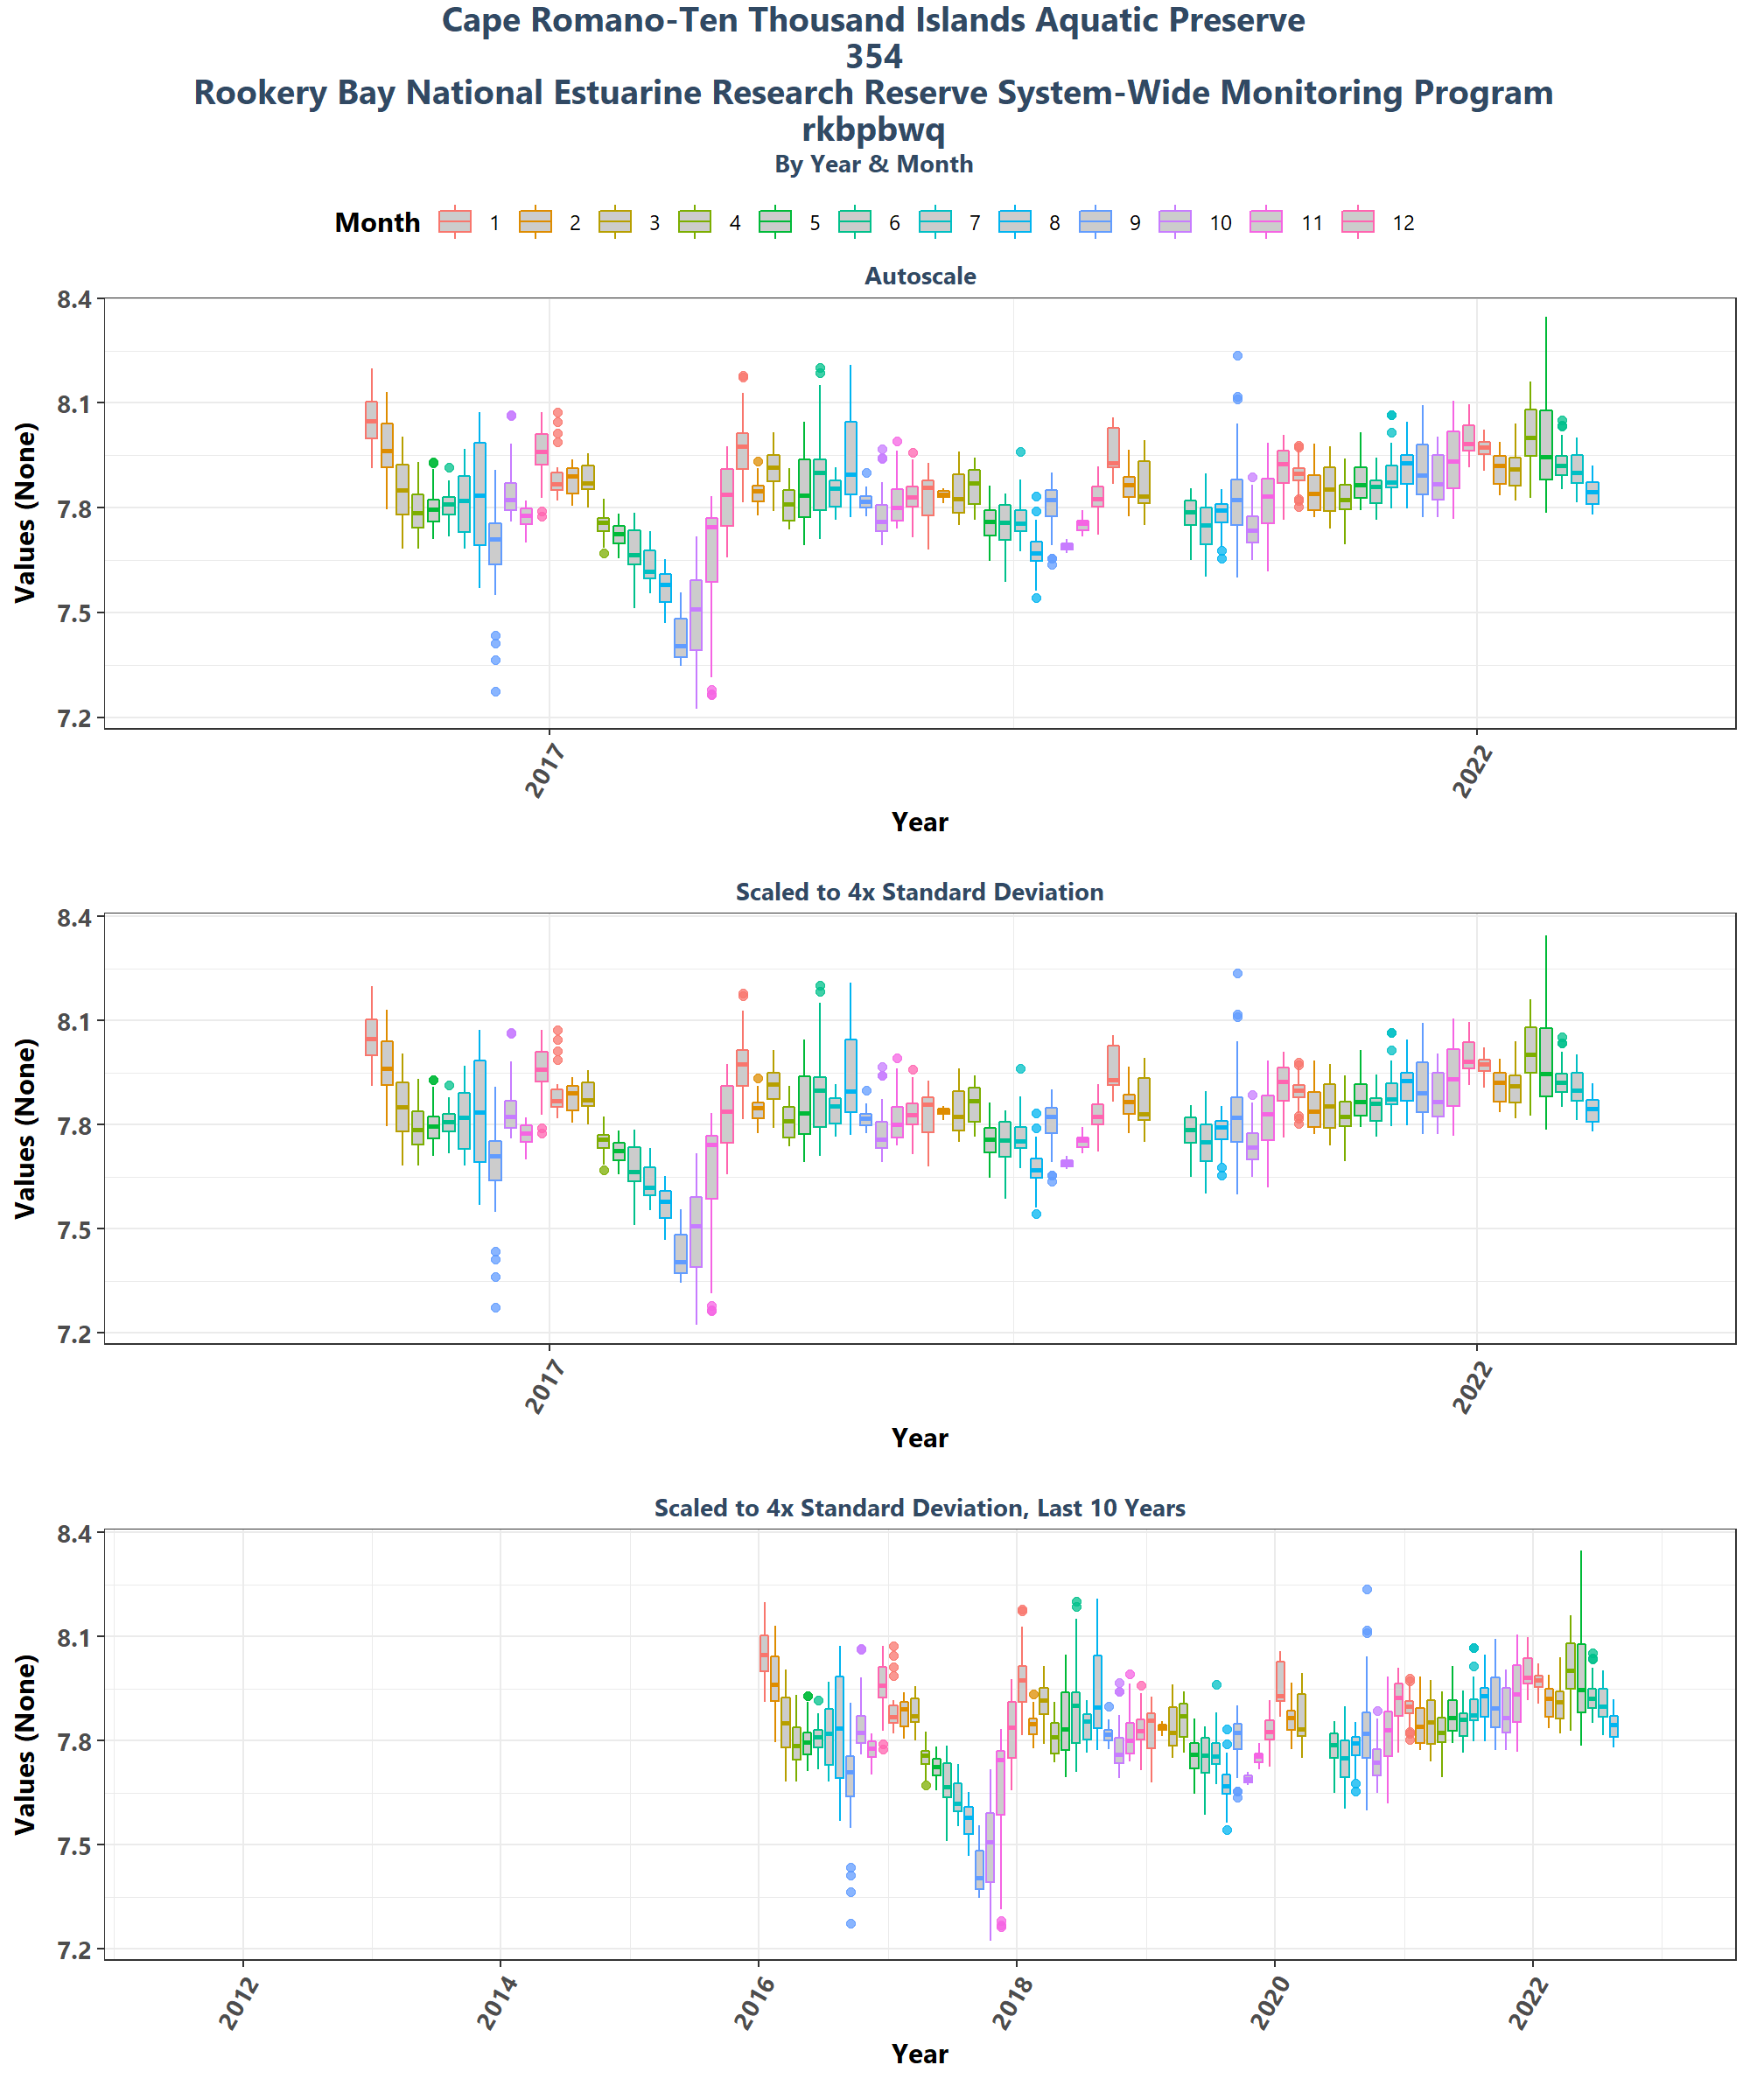 Cape Romano-Ten Thousand Islands Aquatic Preserve
354
Rookery Bay National Estuarine Research Reserve System-Wide Monitoring Program
rkbpbwq
By Year & Month
Month 1 2 3 4 5 6 7 8 9 10 11 12
Autoscale
Values (None)
8.4
8.1
7.8
7.5
7.2
2017 2022
Year
Scaled to 4x Standard Deviation
Values (None)
8.4
8.1
7.8
7.5
7.2
2017 2022
Year
Scaled to 4x Standard Deviation, Last 10 Years
Values (None)
8.4
8.1
7.8
7.5
7.2
2012 2014 2016 2018 2020 2022
Year